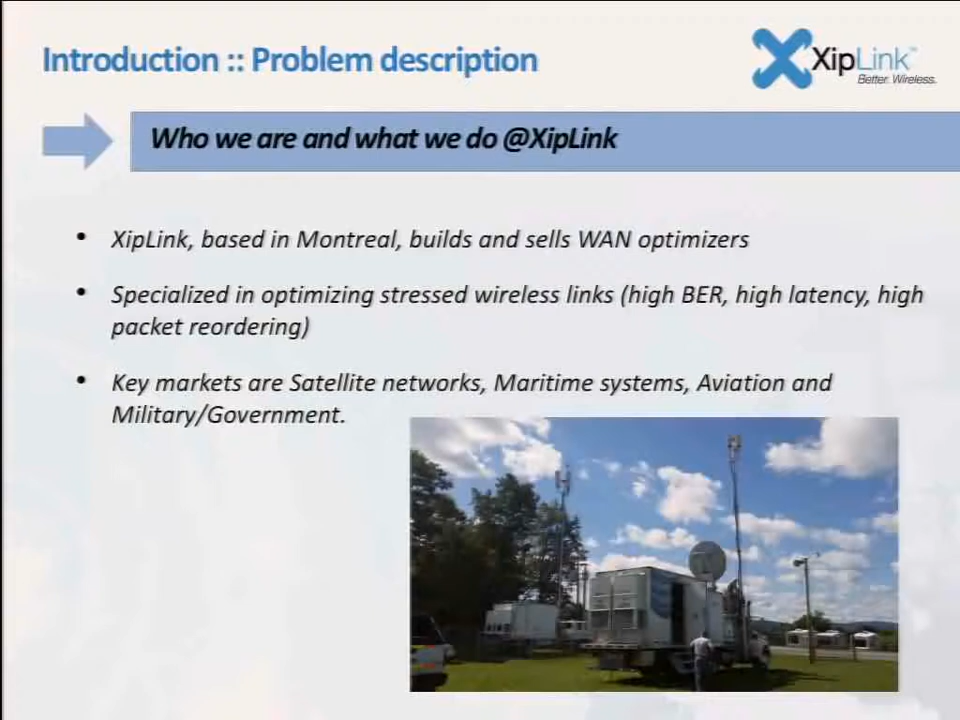 Introduction :: Problem description
XipLink™
Better. Wireless.
Who we are and what we do @XipLink
• XipLink, based in Montreal, builds and sells WAN optimizers
• Specialized in optimizing stressed wireless links (high BER, high latency, high
packet reordering)
• Key markets are Satellite networks, Maritime systems, Aviation and
Military/Government.